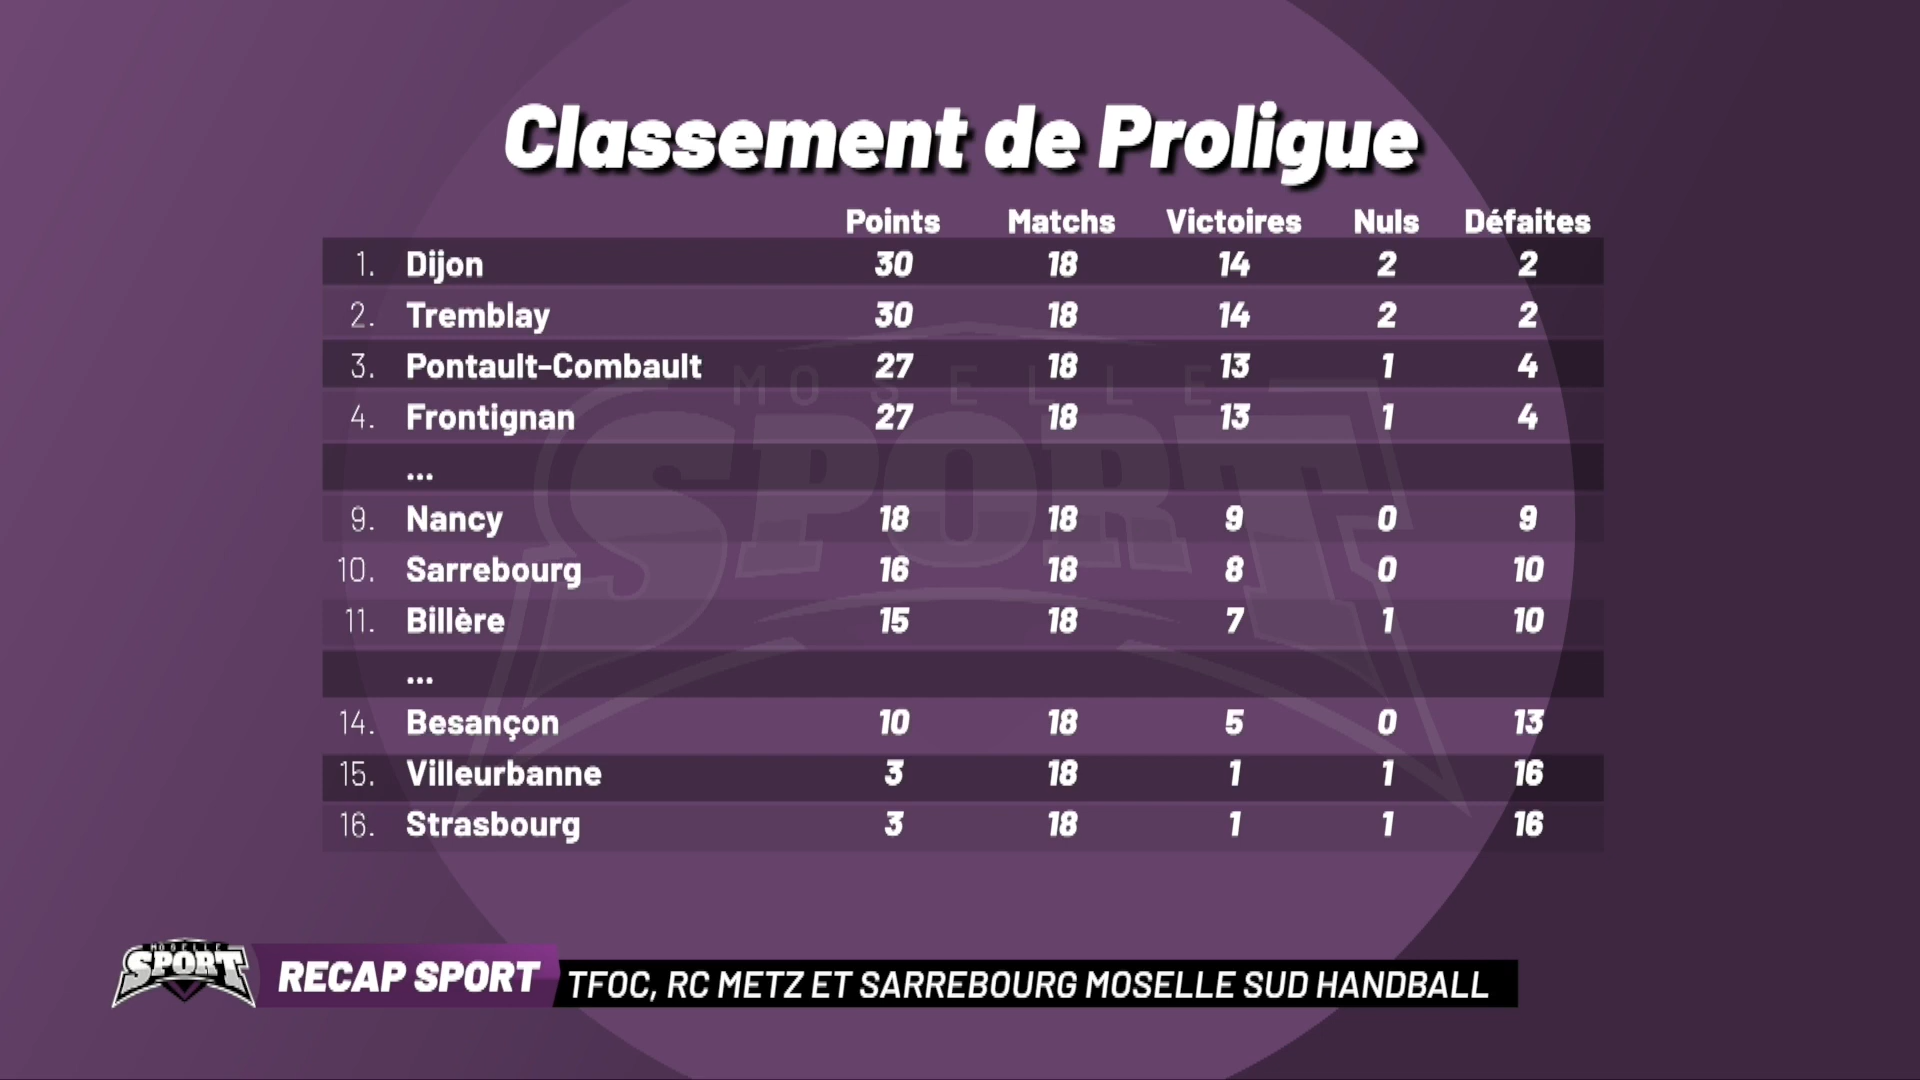 Classement de Proligue
Points Matchs Victoires Nuls Défaites
1. Dijon 30 18 14 2 2
2. Tremblay 30 18 14 2 2
3. Pontault-Combault 27 18 13 1 4
4. Frontignan 27 18 13 1 4
...
9. Nancy 18 18 9 0 9
10. Sarrebourg 16 18 8 0 10
11. Billère 15 18 7 1 10
...
14. Besançon 10 18 5 0 13
15. Villeurbanne 3 18 1 1 16
16. Strasbourg 3 18 1 1 16
MOSELLE
SPORT
MOSELLE
SPORT
RECAP SPORT
TFOC, RC METZ ET SARREBOURG MOSELLE SUD HANDBALL